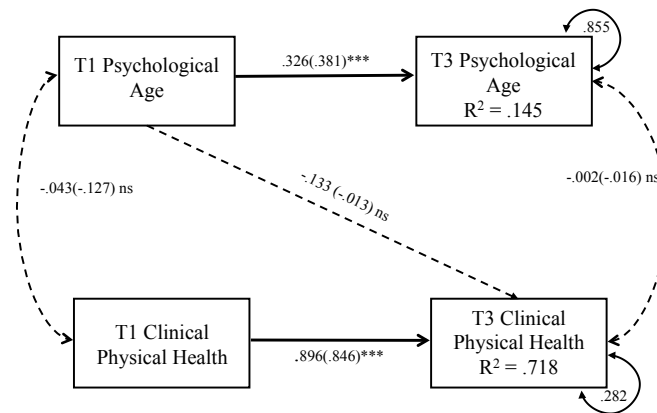 T1 Psychological
Age
.326(.381)***
T3 Psychological
Age
R² = .145
.855
-.043(-.127) ns
-.133 (-.013) ns
-.002(-.016) ns
T1 Clinical
Physical Health
.896(.846)***
T3 Clinical
Physical Health
R² = .718
.282